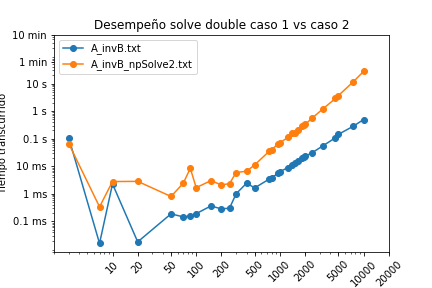 Desempeño solve double caso 1 vs caso 2
A_invB.txt
A_invB_npSolve2.txt
10 min
1 min
10 s
1 s
0.1 s
10 ms
1 ms
0.1 ms
transcurrido
10
20
50
100
200
500
1000
2000
5000
10000
20000